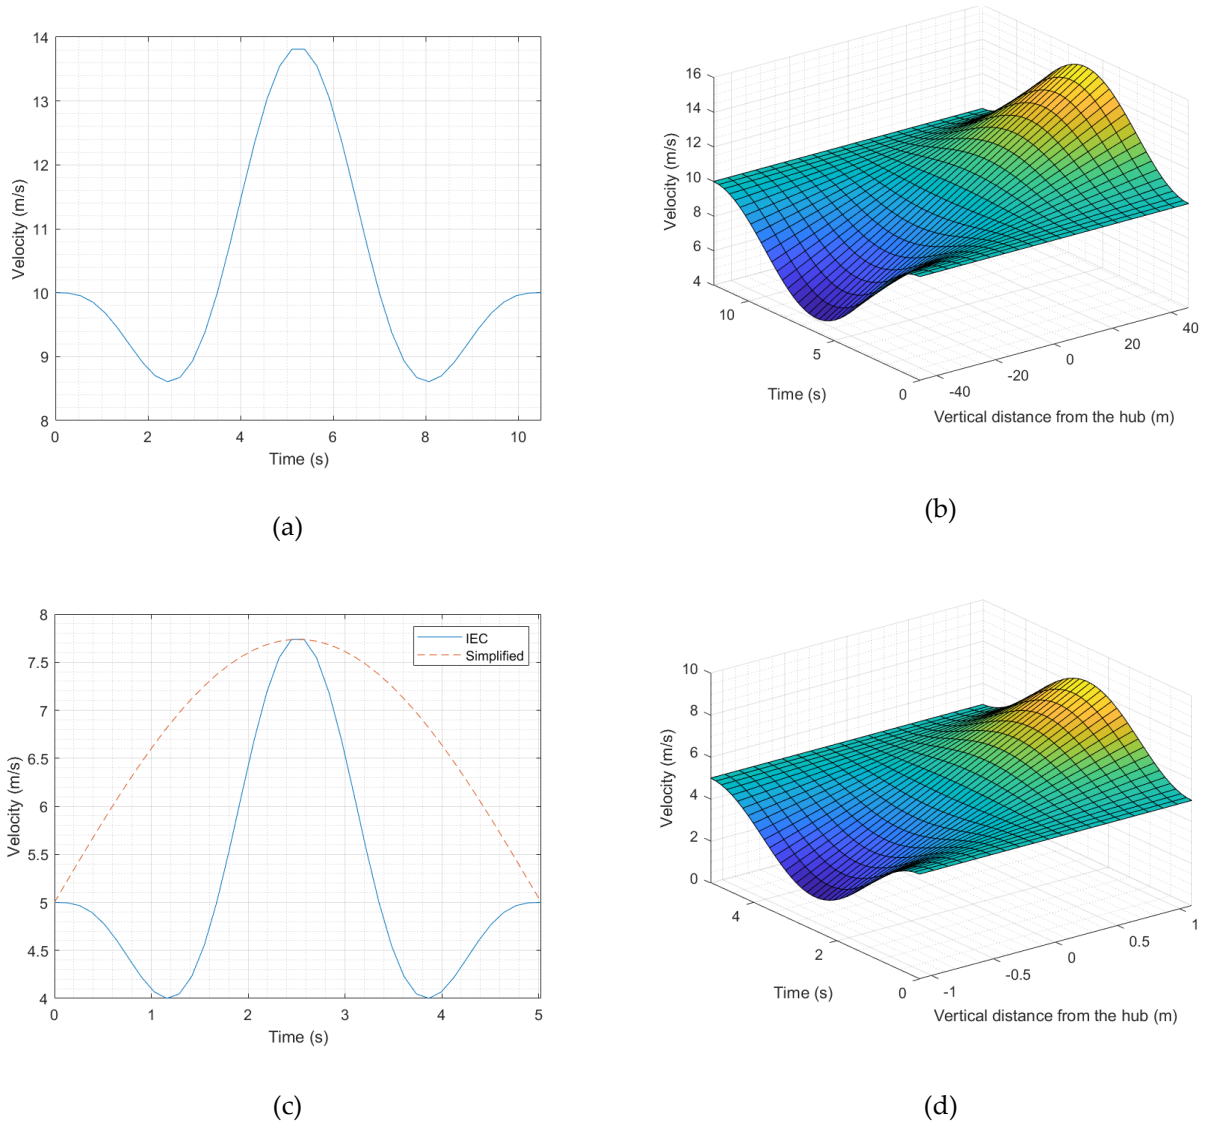 14
13
12
11
10
9
8
Velocity (m/s)
0 2 4 6 8 10
Time (s)
(a)
16
14
12
10
8
6
4
Velocity (m/s)
10 5 0
Time (s)
-40 -20 0 20 40
Vertical distance from the hub (m)
(b)
8
7.5
7
6.5
6
5.5
5
4.5
4
Velocity (m/s)
IEC
Simplified
0 1 2 3 4 5
Time (s)
(c)
10
8
6
4
2
0
Velocity (m/s)
4 2 0
Time (s)
-1 -0.5 0 0.5 1
Vertical distance from the hub (m)
(d)